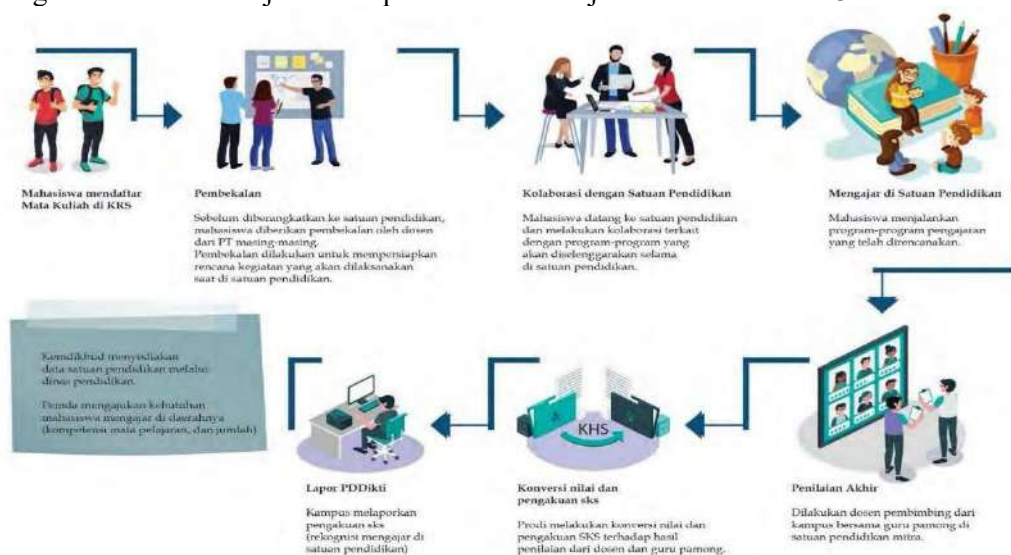 Mahasiswa mendaftar
Mata Kuliah di KRS
Pembekalan
Sebelum diberangkatkan ke satuan pendidikan,
mahasiswa diberikan pembekalan oleh dosen
dari PT masing-masing.
Pembekalan dilakukan untuk mempersiapkan
rencana kegiatan yang akan dilaksanakan
saat di satuan pendidikan.
Kolaborasi dengan Satuan Pendidikan
Mahasiswa datang ke satuan pendidikan
dan melakukan kolaborasi terkait
dengan program-program yang
akan diselenggarakan selama
di satuan pendidikan.
Mengajar di Satuan Pendidikan
Mahasiswa menjalankan
program-program pengajaran
yang telah direncanakan.
Kemdikbud menyediakan
data satuan pendidikan melalui
dinas pendidikan.
Pemda mengajukan kebutuhan
mahasiswa mengajar di daerahnya
(kompetensi mata pelajaran, dan jumlah)
Lapor PDDikti
Kampus melaporkan
pengakuan sks
(rekognisi mengajar di
satuan pendidikan)
KHS
Konversi nilai dan
pengakuan sks
Prodi melakukan konversi nilai dan
pengakuan SKS terhadap hasil
penilaian dari dosen dan guru pamong.
Penilaian Akhir
Dilakukan dosen pembimbing dari
kampus bersama guru pamong di
satuan pendidikan mitra.